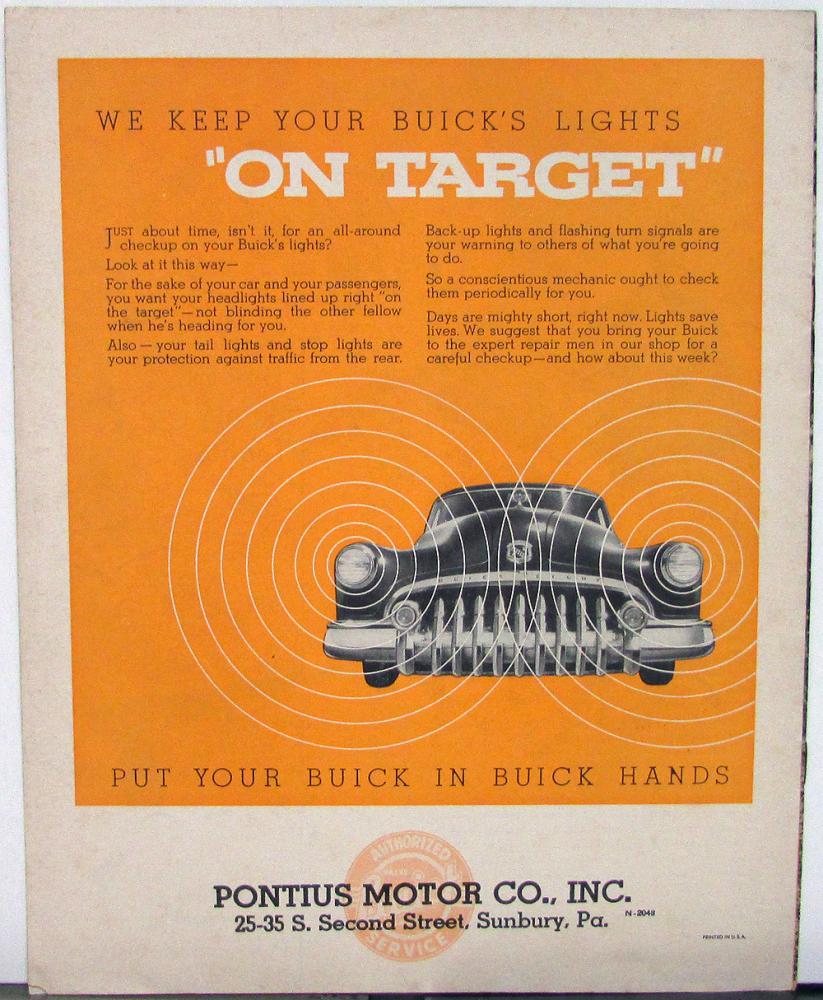 WE KEEP YOUR BUICK'S LIGHTS
"ON TARGET"
JUST about time, isn't it, for an all-around
checkup on your Buick's lights?
Look at it this way—
For the sake of your car and your passengers,
you want your headlights lined up right "on
the target"—not blinding the other fellow
when he's heading for you.
Also—your tail lights and stop lights are
your protection against traffic from the rear.
Back-up lights and flashing turn signals are
your warning to others of what you're going
to do.
So a conscientious mechanic ought to check
them periodically for you.
Days are mighty short, right now. Lights save
lives. We suggest that you bring your Buick
to the expert repair men in our shop for a
careful checkup—and how about this week?
BUICK EIGHT
PUT YOUR BUICK IN BUICK HANDS
AUTHORIZED
PONTIUS MOTOR CO., INC.
25-35 S. Second Street, Sunbury, Pa.
N-2048
SERVICE
PRINTED IN U.S.A.